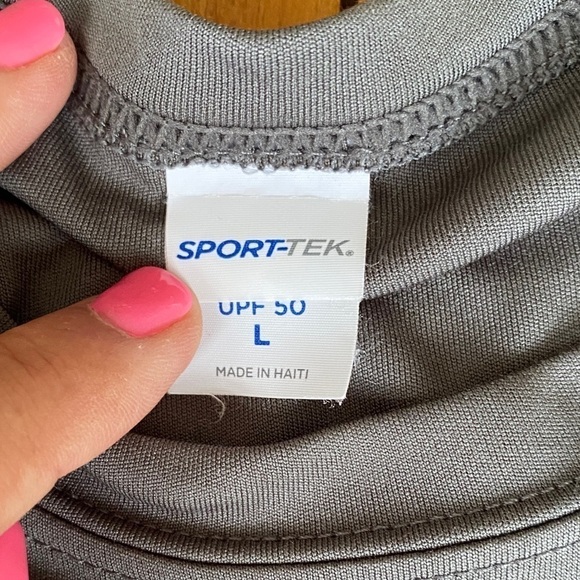 SPORT-TEK®
UPF 50
L
MADE IN HAITI